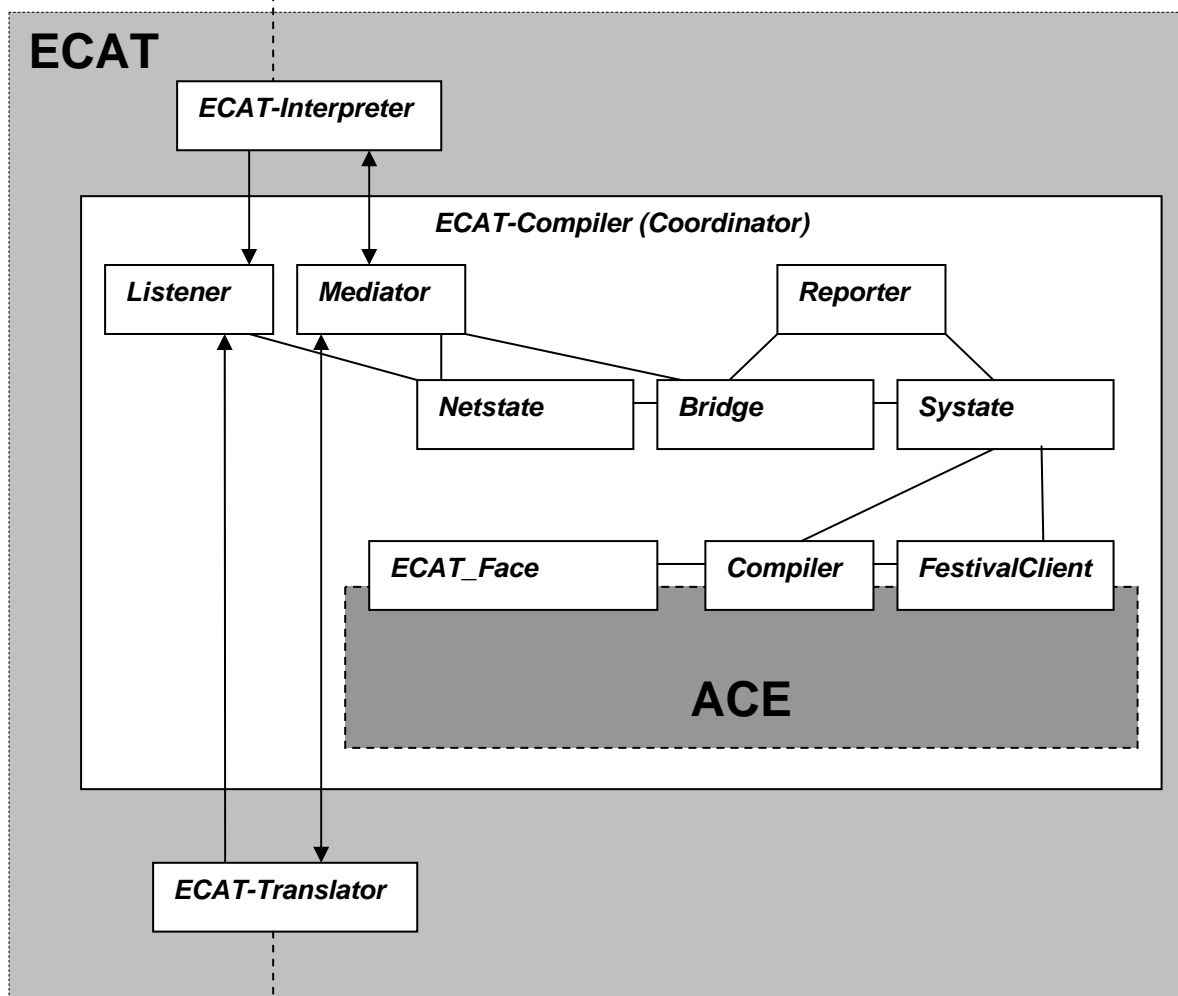 ECAT
ECAT-Interpreter
ECAT-Compiler (Coordinator)
Listener
Mediator
Reporter
Netstate
Bridge
Systate
ECAT_Face
Compiler
FestivalClient
ACE
ECAT-Translator